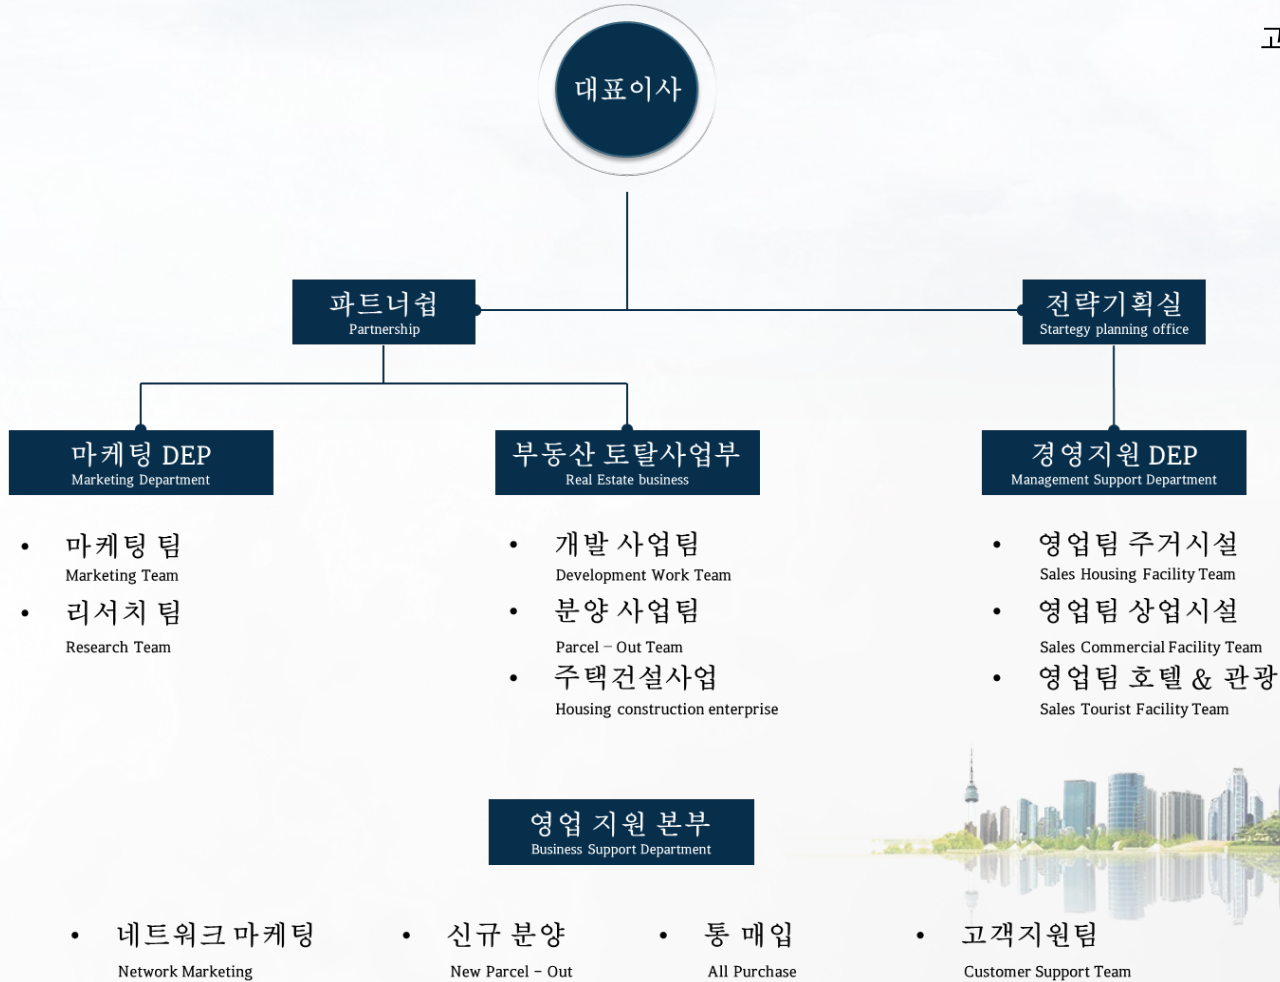 고
대표이사
파트너쉽
Partnership
전략기획실
Startegy planning office
마케팅 DEP
Marketing Department
부동산 토탈사업부
Real Estate business
경영지원 DEP
Management Support Department
• 마케팅 팀
Marketing Team
• 리서치 팀
Research Team
• 개발 사업팀
Development Work Team
• 분양 사업팀
Parcel – Out Team
• 주택건설사업
Housing construction enterprise
• 영업팀 주거시설
Sales Housing Facility Team
• 영업팀 상업시설
Sales Commercial Facility Team
• 영업팀 호텔 & 관광
Sales Tourist Facility Team
영업 지원 본부
Business Support Department
• 네트워크 마케팅
Network Marketing
• 신규 분양
New Parcel – Out
• 통 매입
All Purchase
• 고객지원팀
Customer Support Team